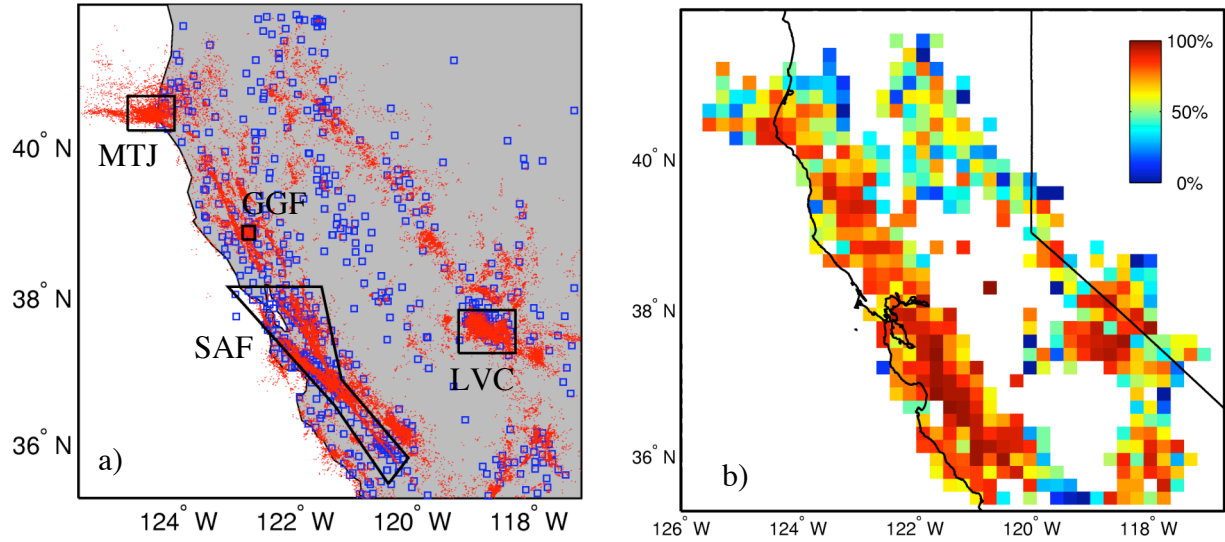 40° N
38° N
36° N
MTJ
GGF
SAF
LVC
a)
124° W
122° W
120° W
118° W
100%
50%
0%
40° N
38° N
36° N
b)
126° W
124° W
122° W
120° W
118° W